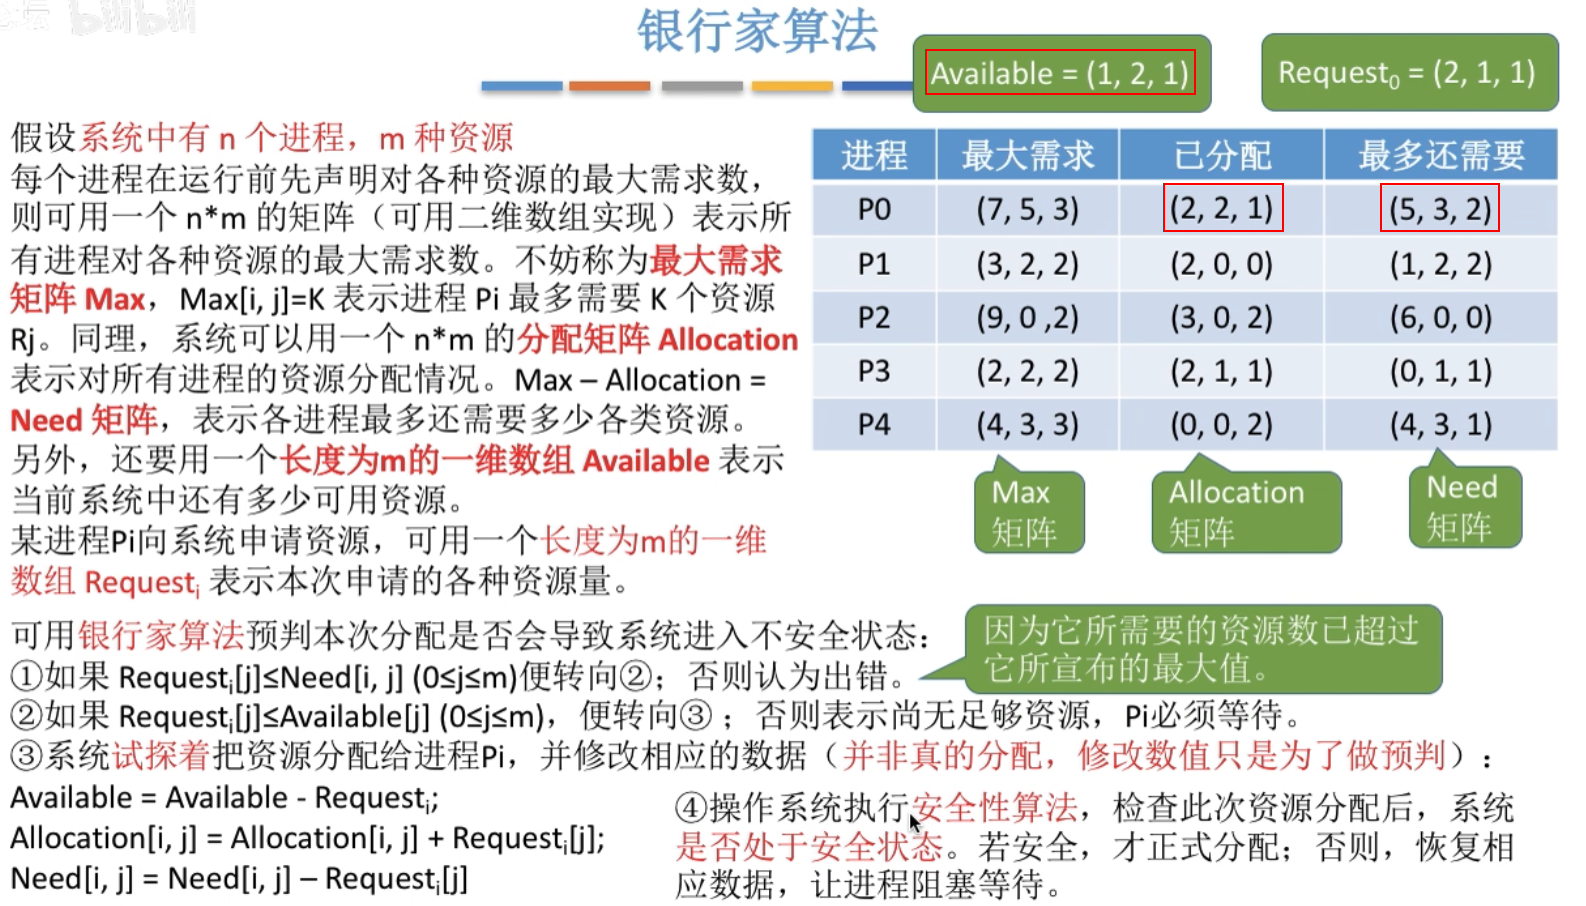 银行家算法
Available = (1, 2, 1)
Request0 = (2, 1, 1)
假设系统中有 n 个进程，m 种资源
每个进程在运行前先声明对各种资源的最大需求数，
则可用一个 n*m 的矩阵（可用二维数组实现）表示所
有进程对各种资源的最大需求数。不妨称为最大需求
矩阵 Max，Max[i, j]=K 表示进程 Pi 最多需要 K 个资源
Rj。同理，系统可以用一个 n*m 的分配矩阵 Allocation
表示对所有进程的资源分配情况。Max – Allocation =
Need 矩阵，表示各进程最多还需要多少各类资源。
另外，还要用一个长度为m的一维数组 Available 表示
当前系统中还有多少可用资源。
某进程Pi向系统申请资源，可用一个长度为m的一维
数组 Requesti 表示本次申请的各种资源量。
进程 最大需求 已分配 最多还需要
P0 (7, 5, 3) (2, 2, 1) (5, 3, 2)
P1 (3, 2, 2) (2, 0, 0) (1, 2, 2)
P2 (9, 0 ,2) (3, 0, 2) (6, 0, 0)
P3 (2, 2, 2) (2, 1, 1) (0, 1, 1)
P4 (4, 3, 3) (0, 0, 2) (4, 3, 1)
Max
矩阵
Allocation
矩阵
Need
矩阵
可用银行家算法预判本次分配是否会导致系统进入不安全状态：
①如果 Requesti[j]≤Need[i, j] (0≤j≤m)便转向②；否则认为出错。
因为它所需要的资源数已超过
它所宣布的最大值。
②如果 Requesti[j]≤Available[j] (0≤j≤m)，便转向③；否则表示尚无足够资源，Pi必须等待。
③系统试探着把资源分配给进程Pi，并修改相应的数据（并非真的分配，修改数值只是为了做预判）：
Available = Available - Requesti;
Allocation[i, j] = Allocation[i, j] + Requesti[j];
Need[i, j] = Need[i, j] – Requesti[j]
④操作系统执行安全性算法，检查此次资源分配后，系统
是否处于安全状态。若安全，才正式分配；否则，恢复相
应数据，让进程阻塞等待。